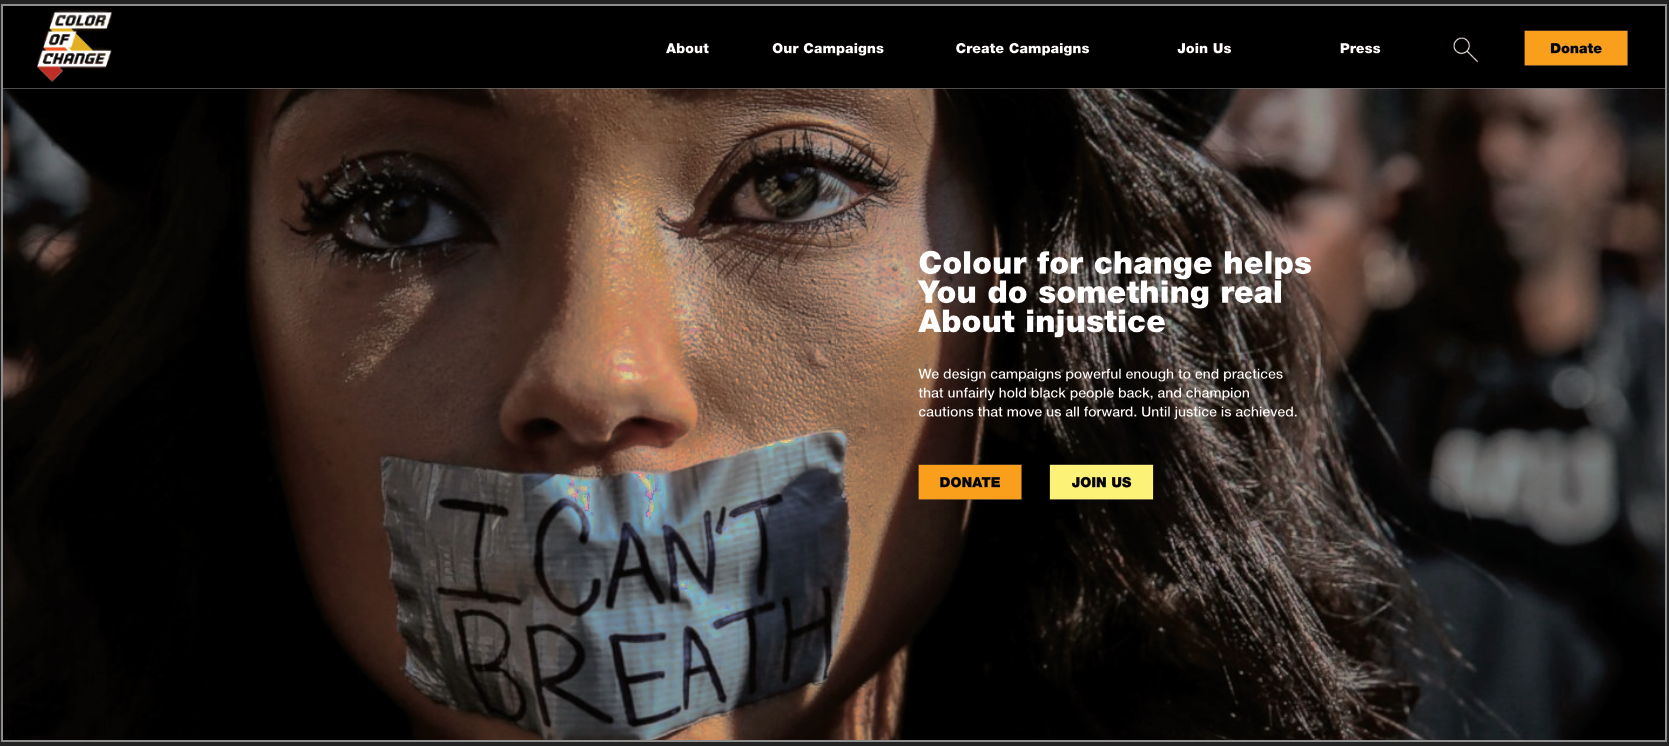 COLOR
OF
CHANGE
About
Our Campaigns
Create Campaigns
Join Us
Press
Donate
Colour for change helps
You do something real
About injustice
We design campaigns powerful enough to end practices
that unfairly hold black people back, and champion
cautions that move us all forward. Until justice is achieved.
DONATE
JOIN US
I CAN'T
BREATH